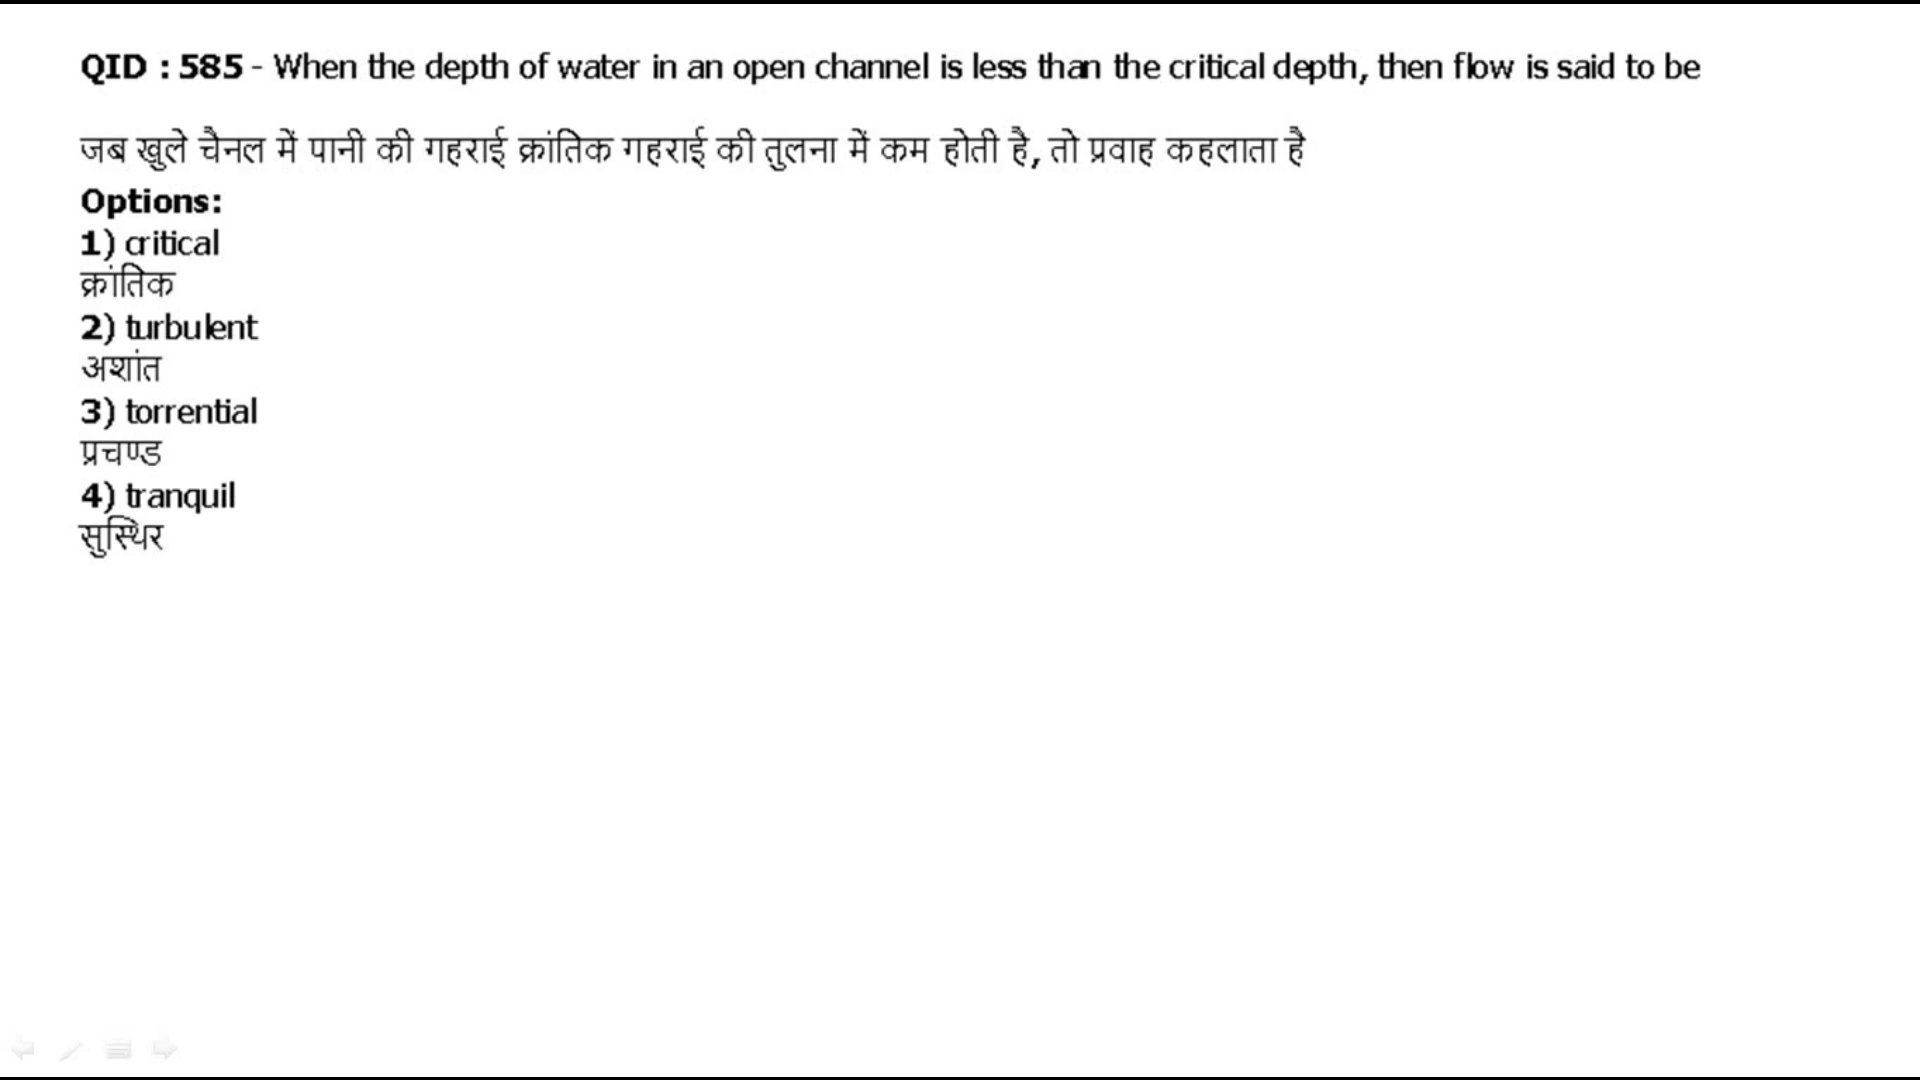 QID : 585 - When the depth of water in an open channel is less than the critical depth, then flow is said to be
जब खुले चैनल में पानी की गहराई क्रांतिक गहराई की तुलना में कम होती है, तो प्रवाह कहलाता है
Options:
1) critical
क्रांतिक
2) turbulent
अशांत
3) torrential
प्रचण्ड
4) tranquil
सुस्थिर